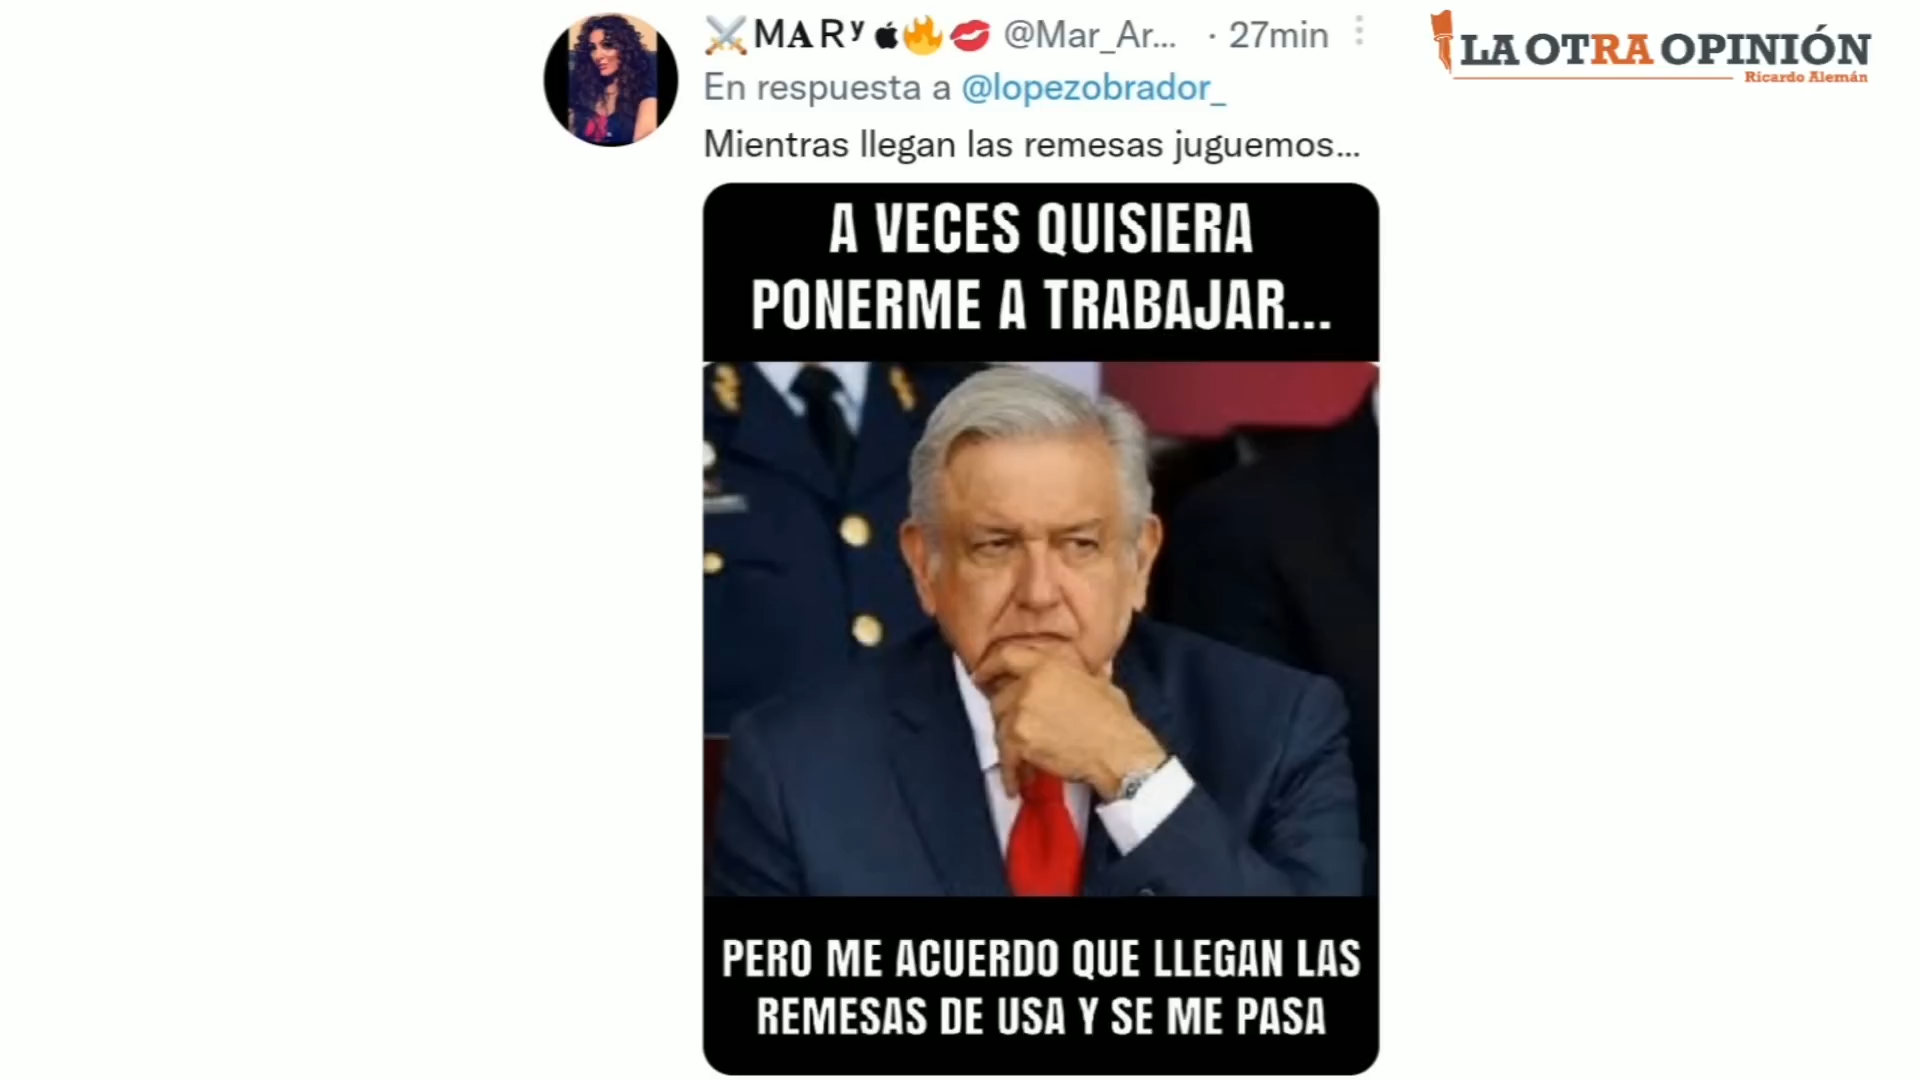 ⚔️MARʸ 🔥💋 @Mar_Ar... · 27min
LA OTRA OPINIÓN
Ricardo Alemán
En respuesta a @lopezobrador_
Mientras llegan las remesas juguemos...
A VECES QUISIERA
PONERME A TRABAJAR...
PERO ME ACUERDO QUE LLEGAN LAS
REMESAS DE USA Y SE ME PASA